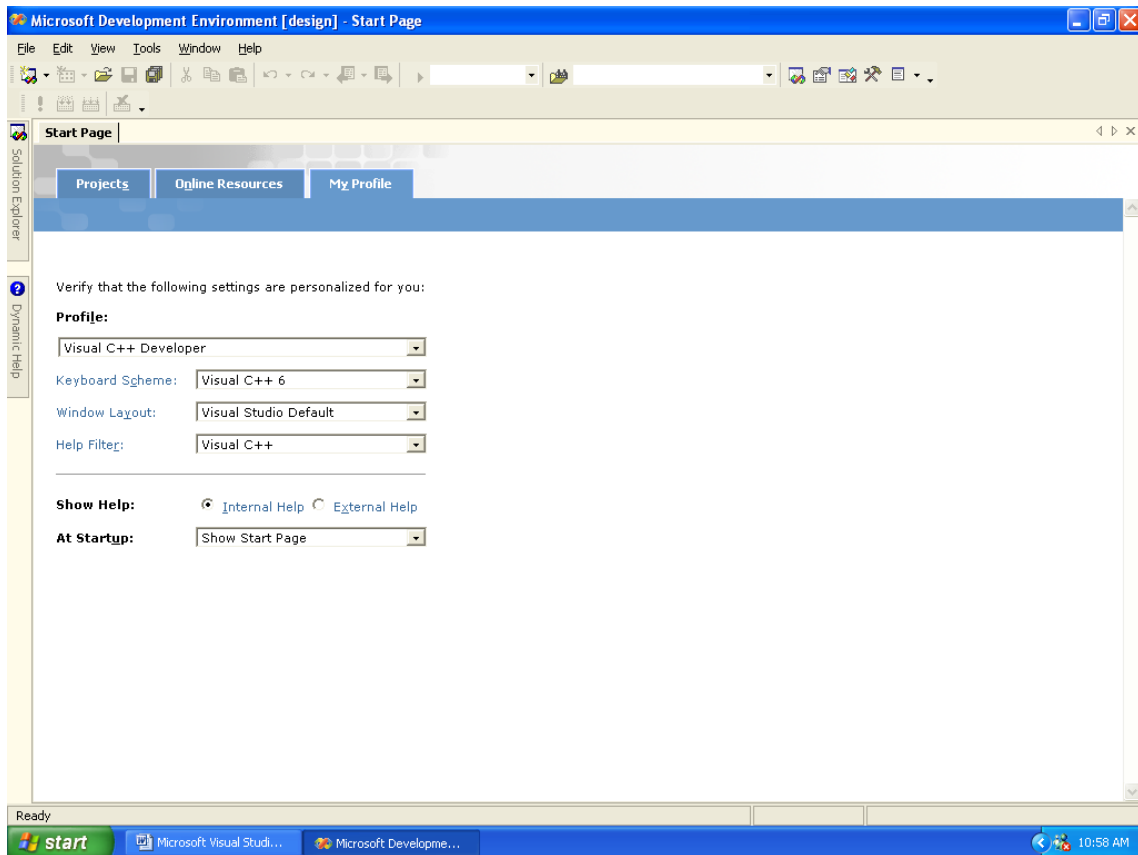 Microsoft Development Environment [design] - Start Page
File Edit View Tools Window Help
Start Page
Solution Explorer
Dynamic Help
Projects Online Resources My Profile
Verify that the following settings are personalized for you:
Profile:
Visual C++ Developer
Keyboard Scheme: Visual C++ 6
Window Layout: Visual Studio Default
Help Filter: Visual C++
Show Help: Internal Help External Help
At Startup: Show Start Page
Ready
start Microsoft Visual Studi... Microsoft Developme... 10:58 AM